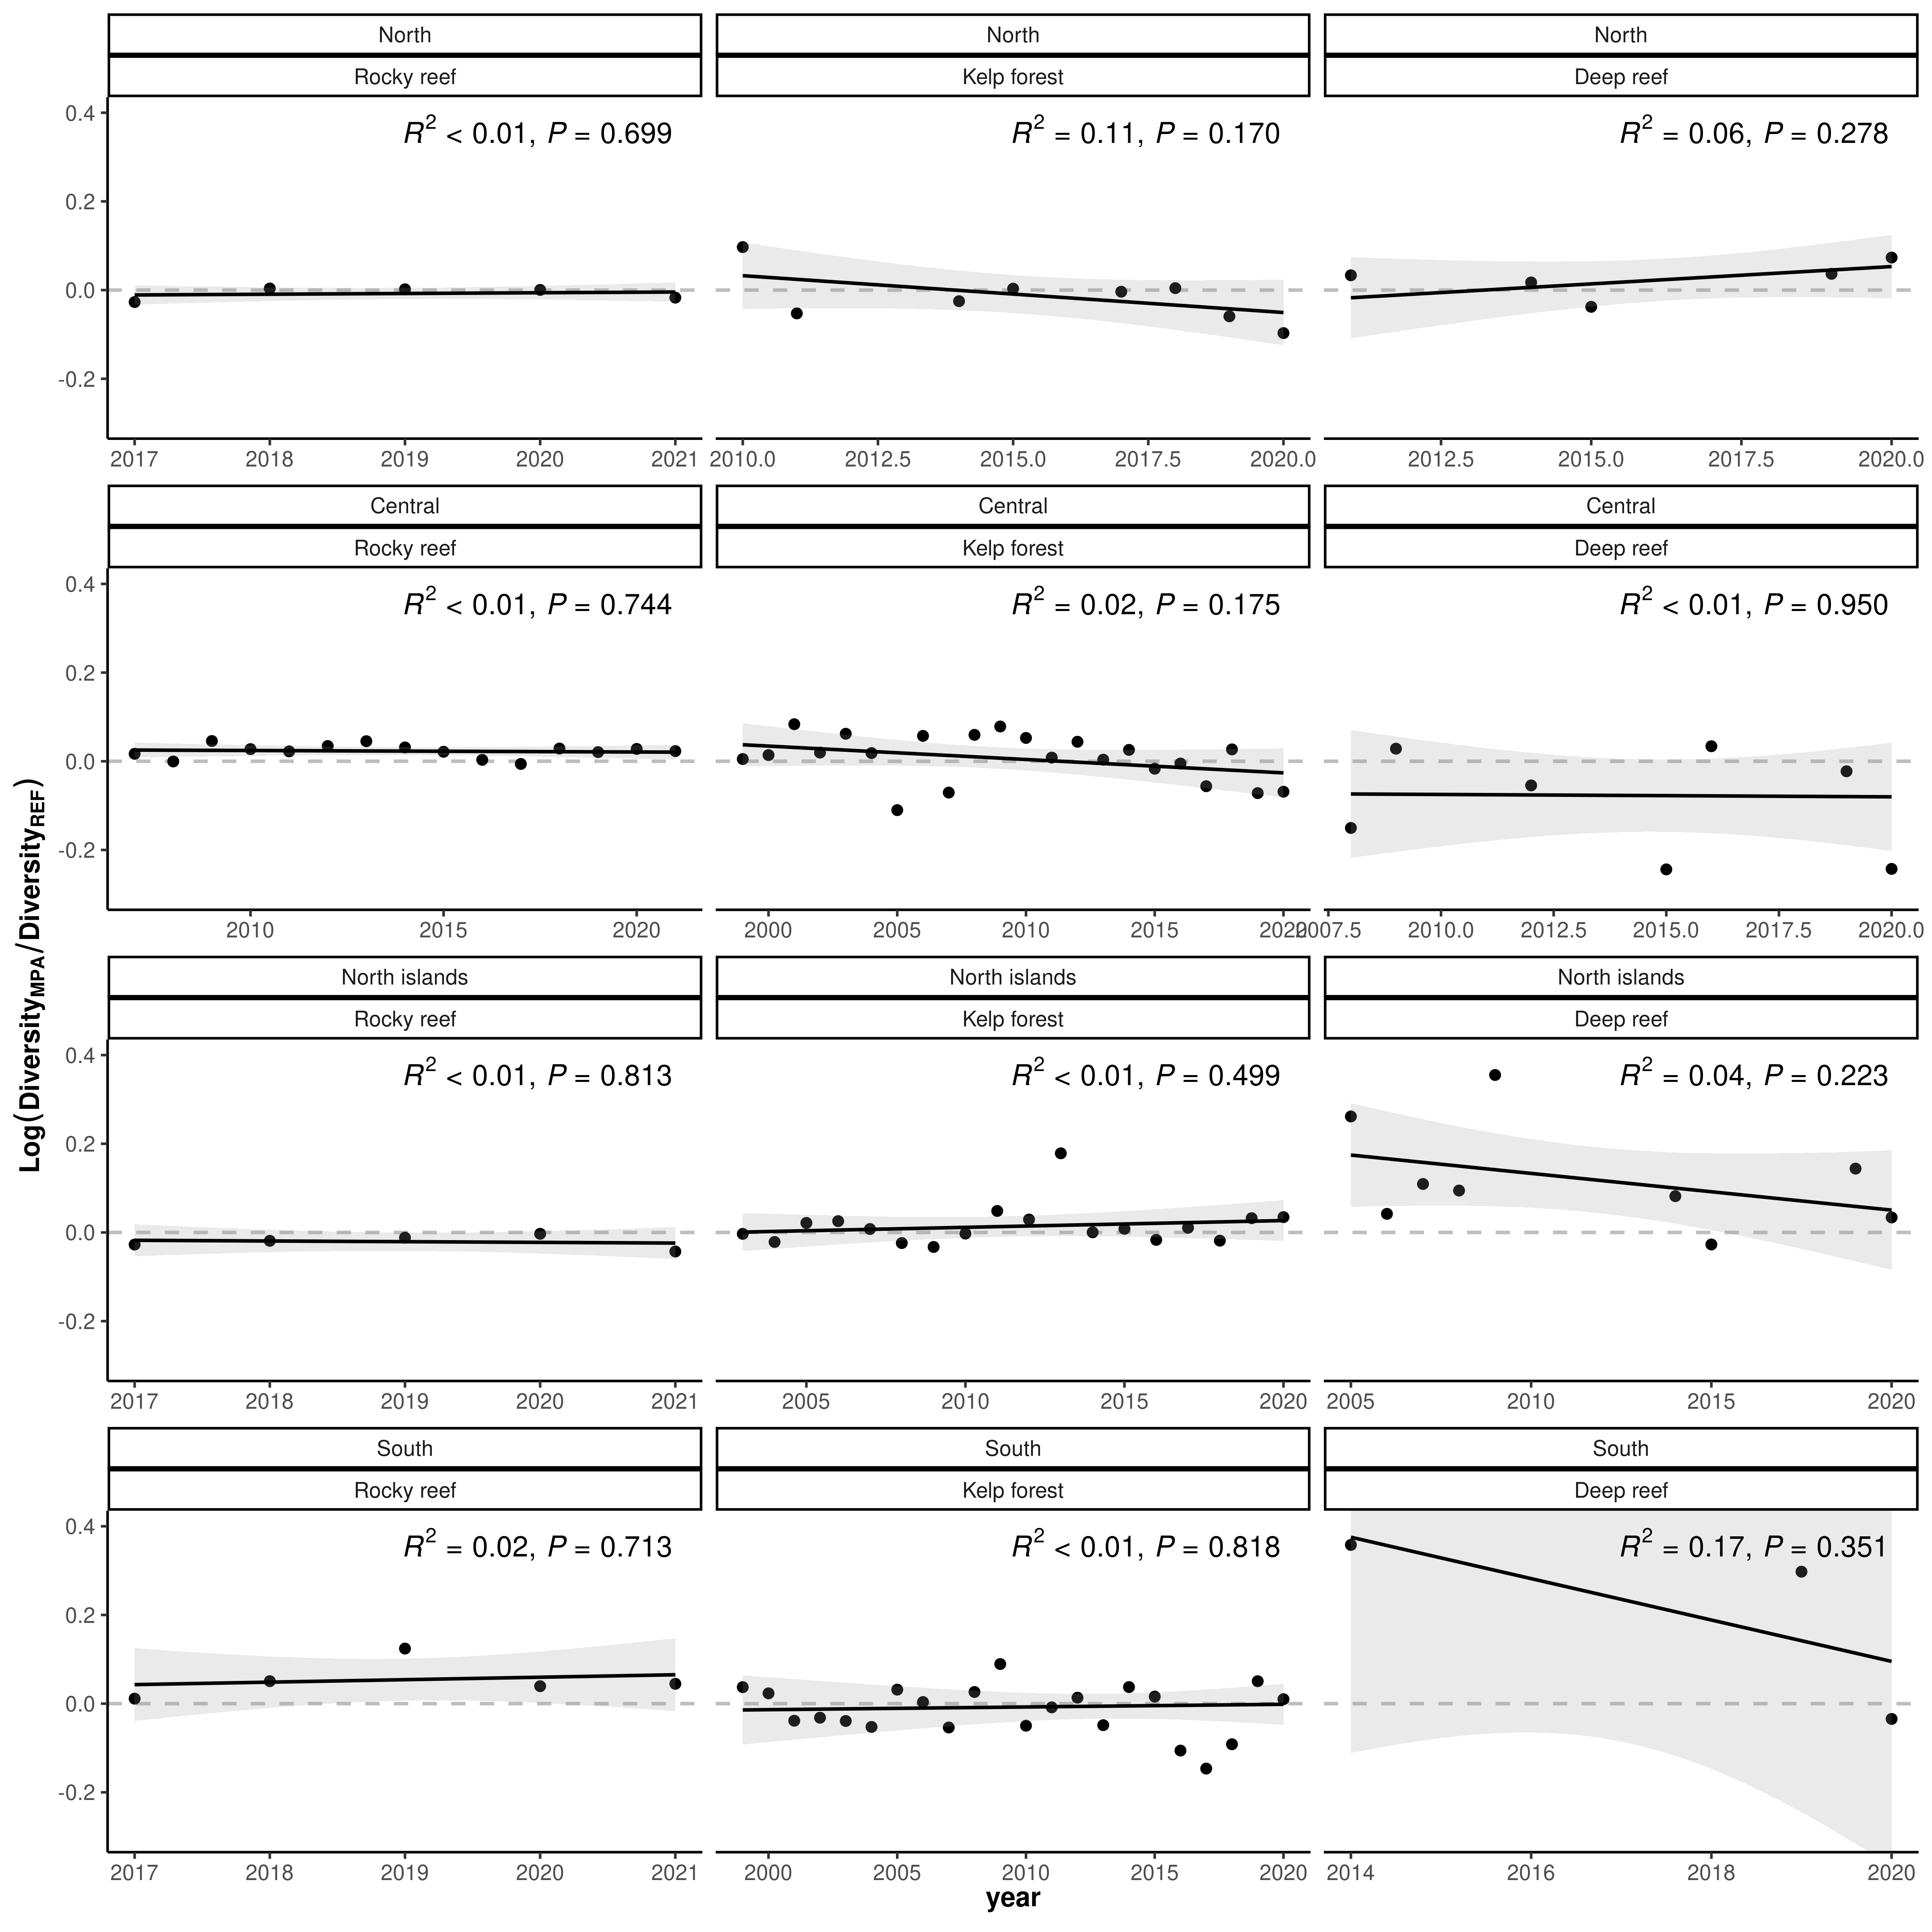 North North North
Rocky reef Kelp forest Deep reef
R² < 0.01, P = 0.699 R² = 0.11, P = 0.170 R² = 0.06, P = 0.278
0.4
0.2
0.0
-0.2
2017 2018 2019 2020 2021 2010.0 2012.5 2015.0 2017.5 2020.0 2012.5 2015.0 2017.5 2020.0
Central Central Central
Rocky reef Kelp forest Deep reef
R² < 0.01, P = 0.744 R² = 0.02, P = 0.175 R² < 0.01, P = 0.950
0.4
0.2
0.0
-0.2
2010 2015 2020 2000 2005 2010 2015 2020 2007.5 2010.0 2012.5 2015.0 2017.5 2020.0
Log(Diversity_MPA/Diversity_REF)
North islands North islands North islands
Rocky reef Kelp forest Deep reef
R² < 0.01, P = 0.813 R² < 0.01, P = 0.499 R² = 0.04, P = 0.223
0.4
0.2
0.0
-0.2
2017 2018 2019 2020 2021 2005 2010 2015 2020 2005 2010 2015 2020
South South South
Rocky reef Kelp forest Deep reef
R² = 0.02, P = 0.713 R² < 0.01, P = 0.818 R² = 0.17, P = 0.351
0.4
0.2
0.0
-0.2
2017 2018 2019 2020 2021 2000 2005 2010 2015 2020 2014 2016 2018 2020
year